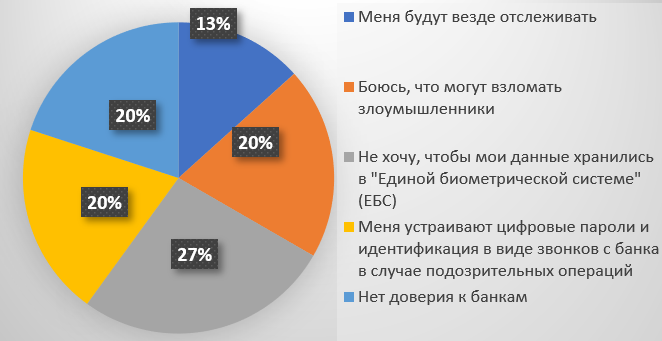 13%
20%
27%
20%
20%
Меня будут везде отслеживать
Боюсь, что могут взломать
злоумышленники
Не хочу, чтобы мои данные хранились
в "Единой биометрической системе"
(ЕБС)
Меня устраивают цифровые пароли и
идентификация в виде звонков с банка
в случае подозрительных операций
Нет доверия к банкам